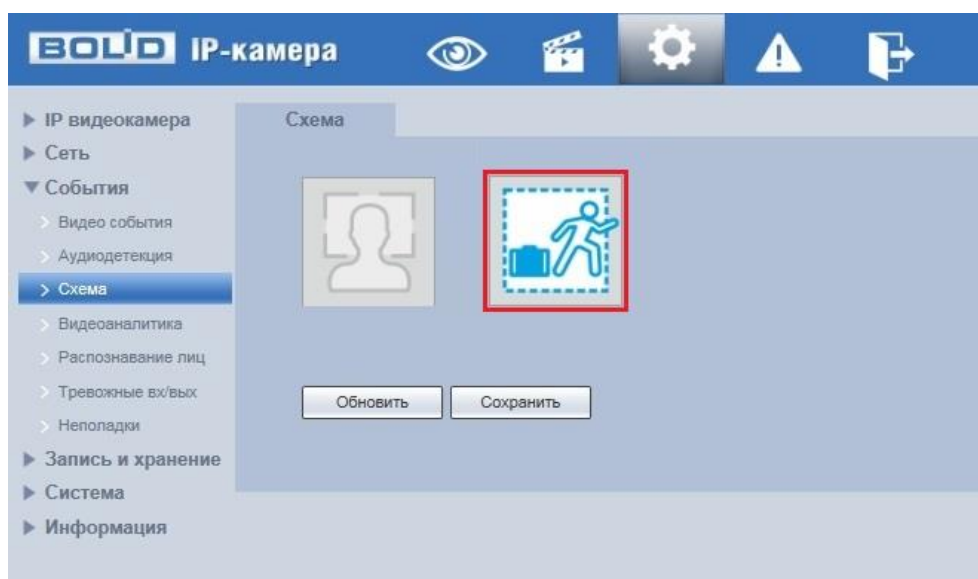 BOLID IP-камера
IP видеокамера
Сеть
События
Видео события
Аудиодетекция
Схема
Видеоаналитика
Распознавание лиц
Тревожные вх/вых
Неполадки
Запись и хранение
Система
Информация
Схема
Обновить Сохранить